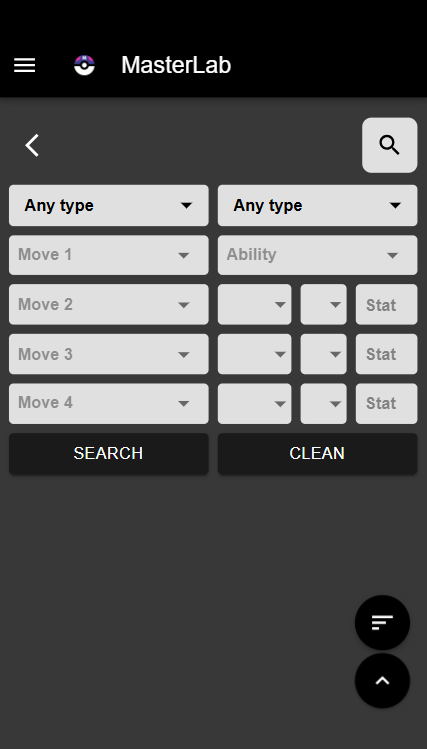 MasterLab
Any type Any type
Move 1 Ability
Move 2 Stat
Move 3 Stat
Move 4 Stat
SEARCH CLEAN